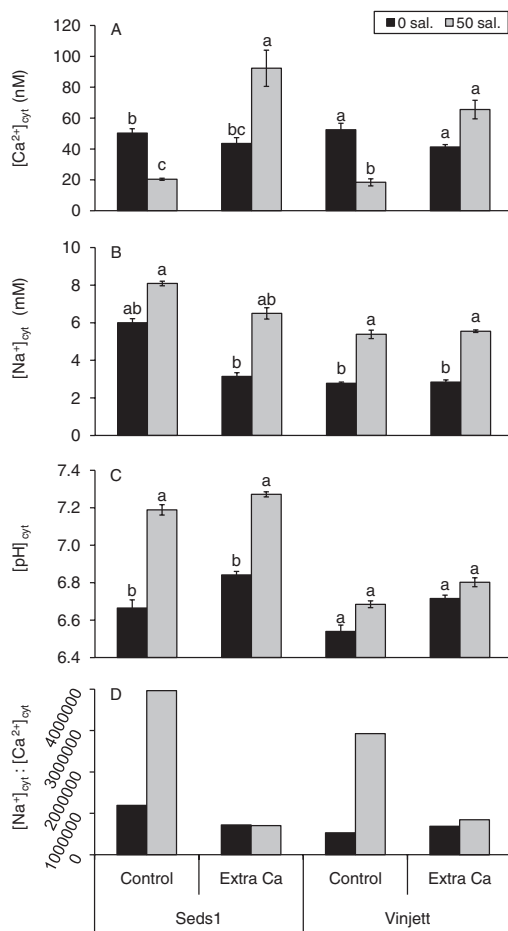 A
0 sal. 50 sal.
[Ca²⁺]cyt (nM)
120
100
80
60
40
20
0
b c bc a a b a a
B
[Na⁺]cyt (mM)
10
8
6
4
2
0
ab a b ab b a b a
C
[pH]cyt
7.4
7.2
7.0
6.8
6.6
6.4
b a b a a a a a
D
[Na⁺]cyt : [Ca²⁺]cyt
4000000
3000000
2000000
1000000
0
Control Extra Ca Control Extra Ca
Seds1 Vinjett